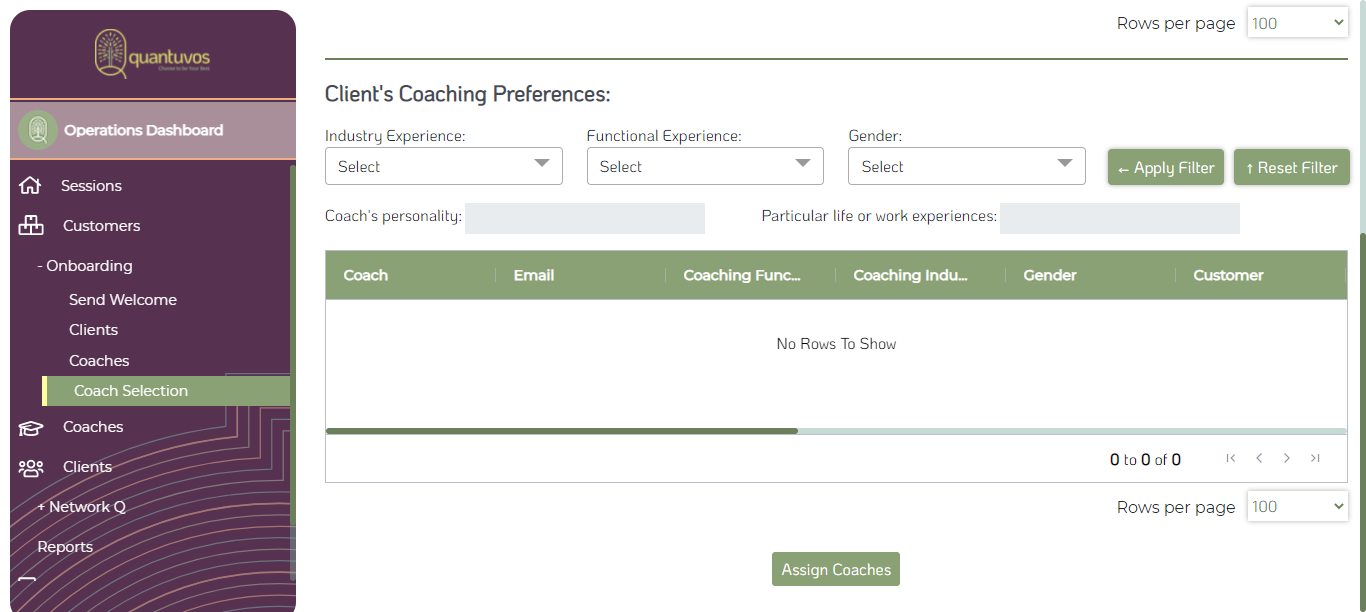 quantuvos
Choose to be Your Best
Operations Dashboard
Sessions
Customers
- Onboarding
Send Welcome
Clients
Coaches
Coach Selection
Coaches
Clients
+ Network Q
Reports
Rows per page 100
Client's Coaching Preferences:
Industry Experience: Functional Experience: Gender:
Select Select Select ← Apply Filter ↑ Reset Filter
Coach's personality: Particular life or work experiences:
Coach Email Coaching Func... Coaching Indu... Gender Customer
No Rows To Show
0 to 0 of 0
Rows per page 100
Assign Coaches